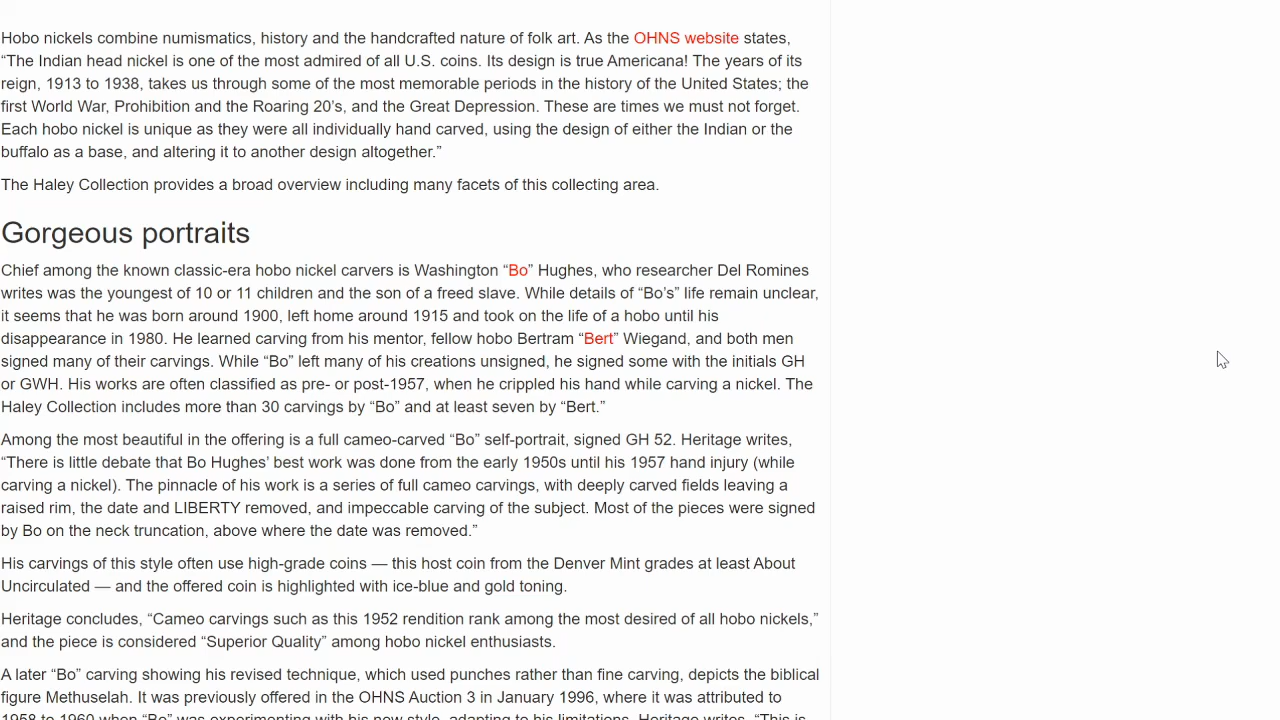 Hobo nickels combine numismatics, history and the handcrafted nature of folk art. As the OHNS website states,
“The Indian head nickel is one of the most admired of all U.S. coins. Its design is true Americana! The years of its
reign, 1913 to 1938, takes us through some of the most memorable periods in the history of the United States; the
first World War, Prohibition and the Roaring 20’s, and the Great Depression. These are times we must not forget.
Each hobo nickel is unique as they were all individually hand carved, using the design of either the Indian or the
buffalo as a base, and altering it to another design altogether.”
The Haley Collection provides a broad overview including many facets of this collecting area.
Gorgeous portraits
Chief among the known classic-era hobo nickel carvers is Washington “Bo” Hughes, who researcher Del Romines
writes was the youngest of 10 or 11 children and the son of a freed slave. While details of “Bo’s” life remain unclear,
it seems that he was born around 1900, left home around 1915 and took on the life of a hobo until his
disappearance in 1980. He learned carving from his mentor, fellow hobo Bertram “Bert” Wiegand, and both men
signed many of their carvings. While “Bo” left many of his creations unsigned, he signed some with the initials GH
or GWH. His works are often classified as pre- or post-1957, when he crippled his hand while carving a nickel. The
Haley Collection includes more than 30 carvings by “Bo” and at least seven by “Bert.”
Among the most beautiful in the offering is a full cameo-carved “Bo” self-portrait, signed GH 52. Heritage writes,
“There is little debate that Bo Hughes’ best work was done from the early 1950s until his 1957 hand injury (while
carving a nickel). The pinnacle of his work is a series of full cameo carvings, with deeply carved fields leaving a
raised rim, the date and LIBERTY removed, and impeccable carving of the subject. Most of the pieces were signed
by Bo on the neck truncation, above where the date was removed.”
His carvings of this style often use high-grade coins — this host coin from the Denver Mint grades at least About
Uncirculated — and the offered coin is highlighted with ice-blue and gold toning.
Heritage concludes, “Cameo carvings such as this 1952 rendition rank among the most desired of all hobo nickels,”
and the piece is considered “Superior Quality” among hobo nickel enthusiasts.
A later “Bo” carving showing his revised technique, which used punches rather than fine carving, depicts the biblical
figure Methuselah. It was previously offered in the OHNS Auction 3 in January 1996, where it was attributed to
1958 to 1960 when “Bo” was experimenting with his new style, adapting to his limitations. Heritage writes, “This is